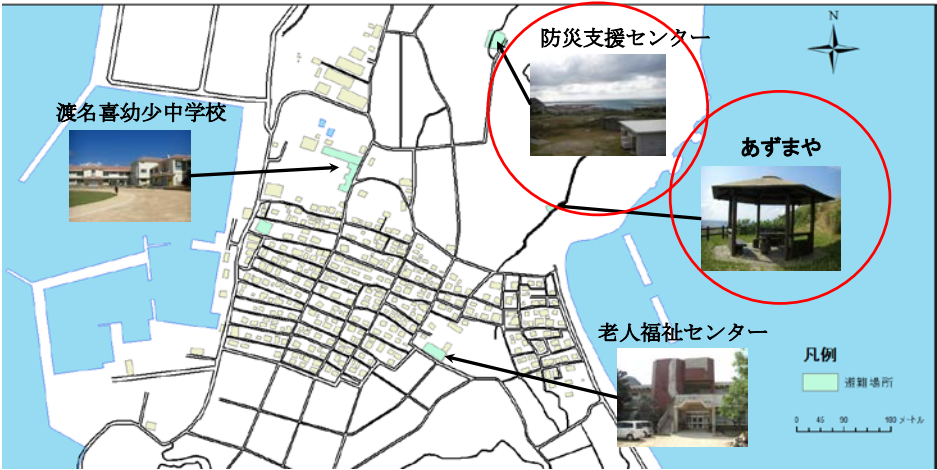 N
防災支援センター
渡名喜幼少中学校
あずまや
老人福祉センター
凡例
避難場所
0 45 90 180 メートル